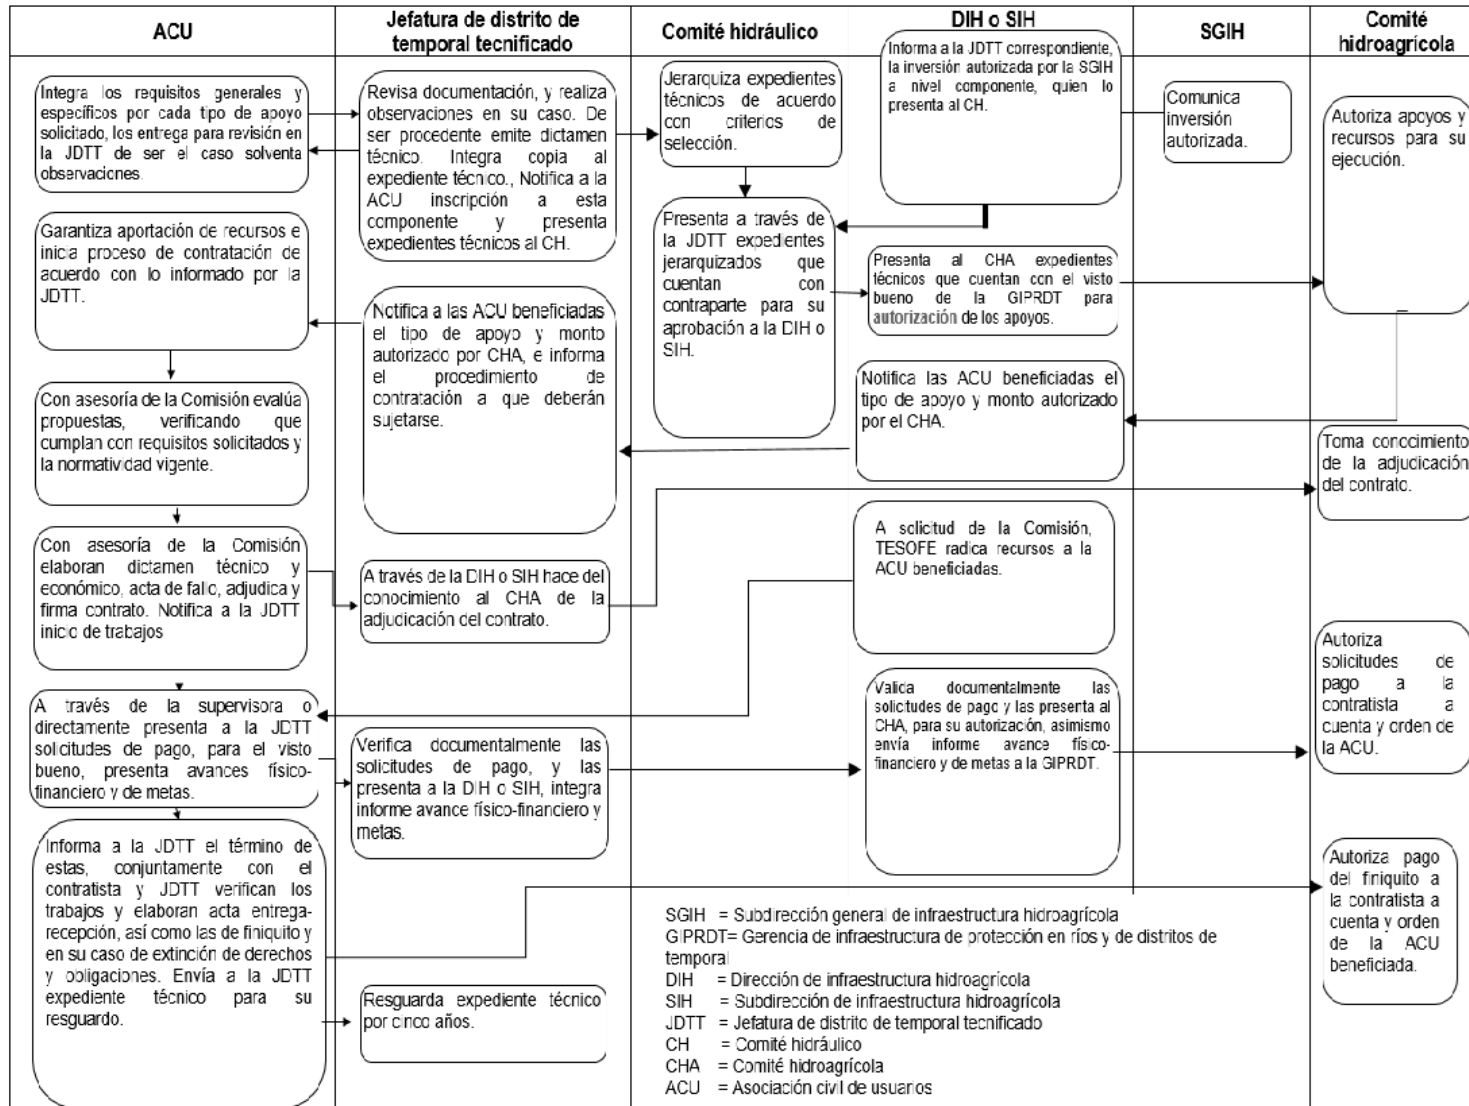 ACU
Jefatura de distrito de
temporal tecnificado
Comité hidráulico
DIH o SIH
SGIH
Comité
hidroagrícola
Integra los requisitos generales y
específicos por cada tipo de apoyo
solicitado, los entrega para revisión en
la JDTT de ser el caso solventa
observaciones.
Revisa documentación, y realiza
observaciones en su caso. De
ser procedente emite dictamen
técnico. Integra copia al
expediente técnico., Notifica a la
ACU inscripción a esta
componente y presenta
expedientes técnicos al CH.
Jerarquiza expedientes
técnicos de acuerdo
con criterios de
selección.
Informa a la JDTT correspondiente,
la inversión autorizada por la SGIH
a nivel componente, quien lo
presenta al CH.
Comunica
inversión
autorizada.
Autoriza apoyos y
recursos para su
ejecución.
Garantiza aportación de recursos e
inicia proceso de contratación de
acuerdo con lo informado por la
JDTT.
Notifica a las ACU beneficiadas
el tipo de apoyo y monto
autorizado por CHA, e informa
el procedimiento de
contratación a que deberán
sujetarse.
Presenta a través de
la JDTT expedientes
jerarquizados que
cuentan con
contraparte para su
aprobación a la DIH o
SIH.
Presenta al CHA expedientes
técnicos que cuentan con el visto
bueno de la GIPRDT para
autorización de los apoyos.
Notifica las ACU beneficiadas el
tipo de apoyo y monto autorizado
por el CHA.
Con asesoría de la Comisión evalúa
propuestas, verificando que
cumplan con requisitos solicitados y
la normatividad vigente.
Toma conocimiento
de la adjudicación
del contrato.
Con asesoría de la Comisión
elaboran dictamen técnico y
económico, acta de fallo, adjudica y
firma contrato. Notifica a la JDTT
inicio de trabajos
A través de la DIH o SIH hace del
conocimiento al CHA de la
adjudicación del contrato.
A solicitud de la Comisión,
TESOFE radica recursos a la
ACU beneficiadas.
Autoriza
solicitudes de
pago a la
contratista a
cuenta y orden de
la ACU.
A través de la supervisora o
directamente presenta a la JDTT
solicitudes de pago, para el visto
bueno, presenta avances físico-
financiero y de metas.
Verifica documentalmente las
solicitudes de pago, y las
presenta a la DIH o SIH, integra
informe avance físico-financiero y
metas.
Valida documentalmente las
solicitudes de pago y las presenta al
CHA, para su autorización, asimismo
envía informe avance físico-
financiero y de metas a la GIPRDT.
Informa a la JDTT el término de
estas, conjuntamente con el
contratista y JDTT verifican los
trabajos y elaboran acta entrega-
recepción, así como las de finiquito y
en su caso de extinción de derechos
y obligaciones. Envía a la JDTT
expediente técnico para su
resguardo.
Resguarda expediente técnico
por cinco años.
Autoriza pago
del finiquito a
la contratista a
cuenta y orden
de la ACU
beneficiada.
SGIH = Subdirección general de infraestructura hidroagrícola
GIPRDT= Gerencia de infraestructura de protección en ríos y de distritos de
temporal
DIH = Dirección de infraestructura hidroagrícola
SIH = Subdirección de infraestructura hidroagrícola
JDTT = Jefatura de distrito de temporal tecnificado
CH = Comité hidráulico
CHA = Comité hidroagrícola
ACU = Asociación civil de usuarios